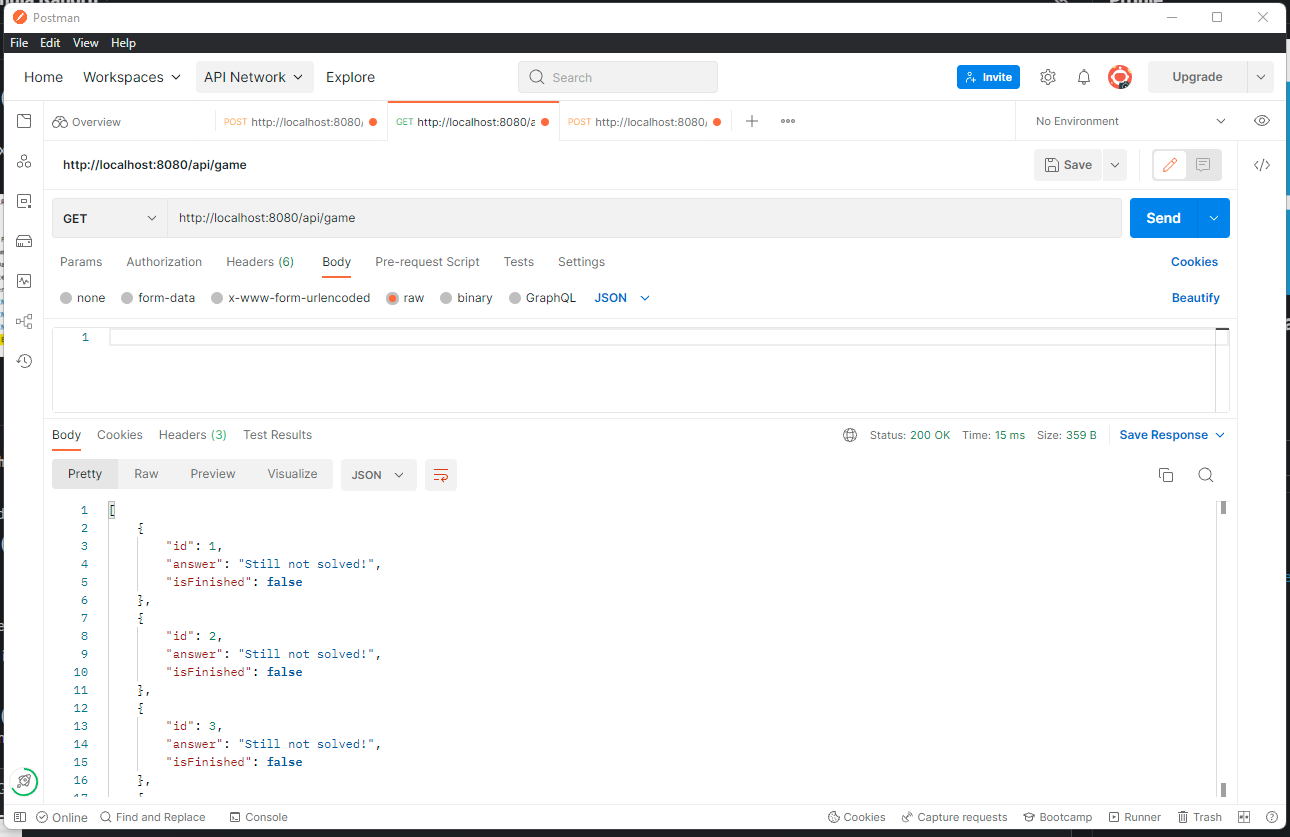 Postman
File Edit View Help
Home Workspaces API Network Explore Search Invite Upgrade
Overview POST http://localhost:8080/ GET http://localhost:8080/a POST http://localhost:8080/ No Environment
http://localhost:8080/api/game Save
GET http://localhost:8080/api/game Send
Params Authorization Headers (6) Body Pre-request Script Tests Settings Cookies
none form-data x-www-form-urlencoded raw binary GraphQL JSON Beautify
1
Body Cookies Headers (3) Test Results Status: 200 OK Time: 15 ms Size: 359 B Save Response
Pretty Raw Preview Visualize JSON
1 [
2 {
3 "id": 1,
4 "answer": "Still not solved!",
5 "isFinished": false
6 },
7 {
8 "id": 2,
9 "answer": "Still not solved!",
10 "isFinished": false
11 },
12 {
13 "id": 3,
14 "answer": "Still not solved!",
15 "isFinished": false
16 },
Online Find and Replace Console Cookies Capture requests Bootcamp Runner Trash